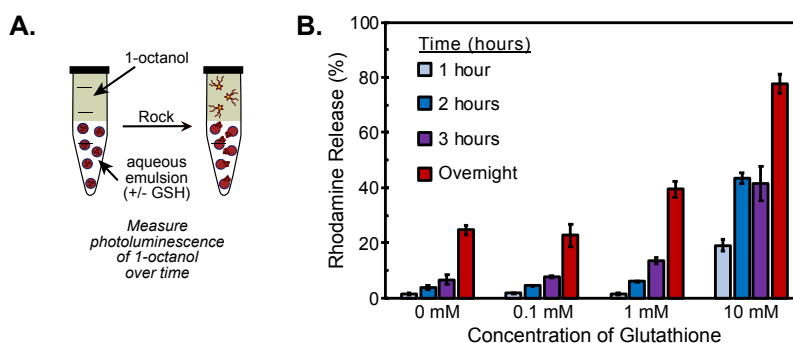 A.
1-octanol
Rock
aqueous
emulsion
(+/- GSH)
Measure
photoluminescence
of 1-octanol
over time
B.
Rhodamine Release (%)
100
80
60
40
20
0
Time (hours)
1 hour
2 hours
3 hours
Overnight
0 mM
0.1 mM
1 mM
10 mM
Concentration of Glutathione